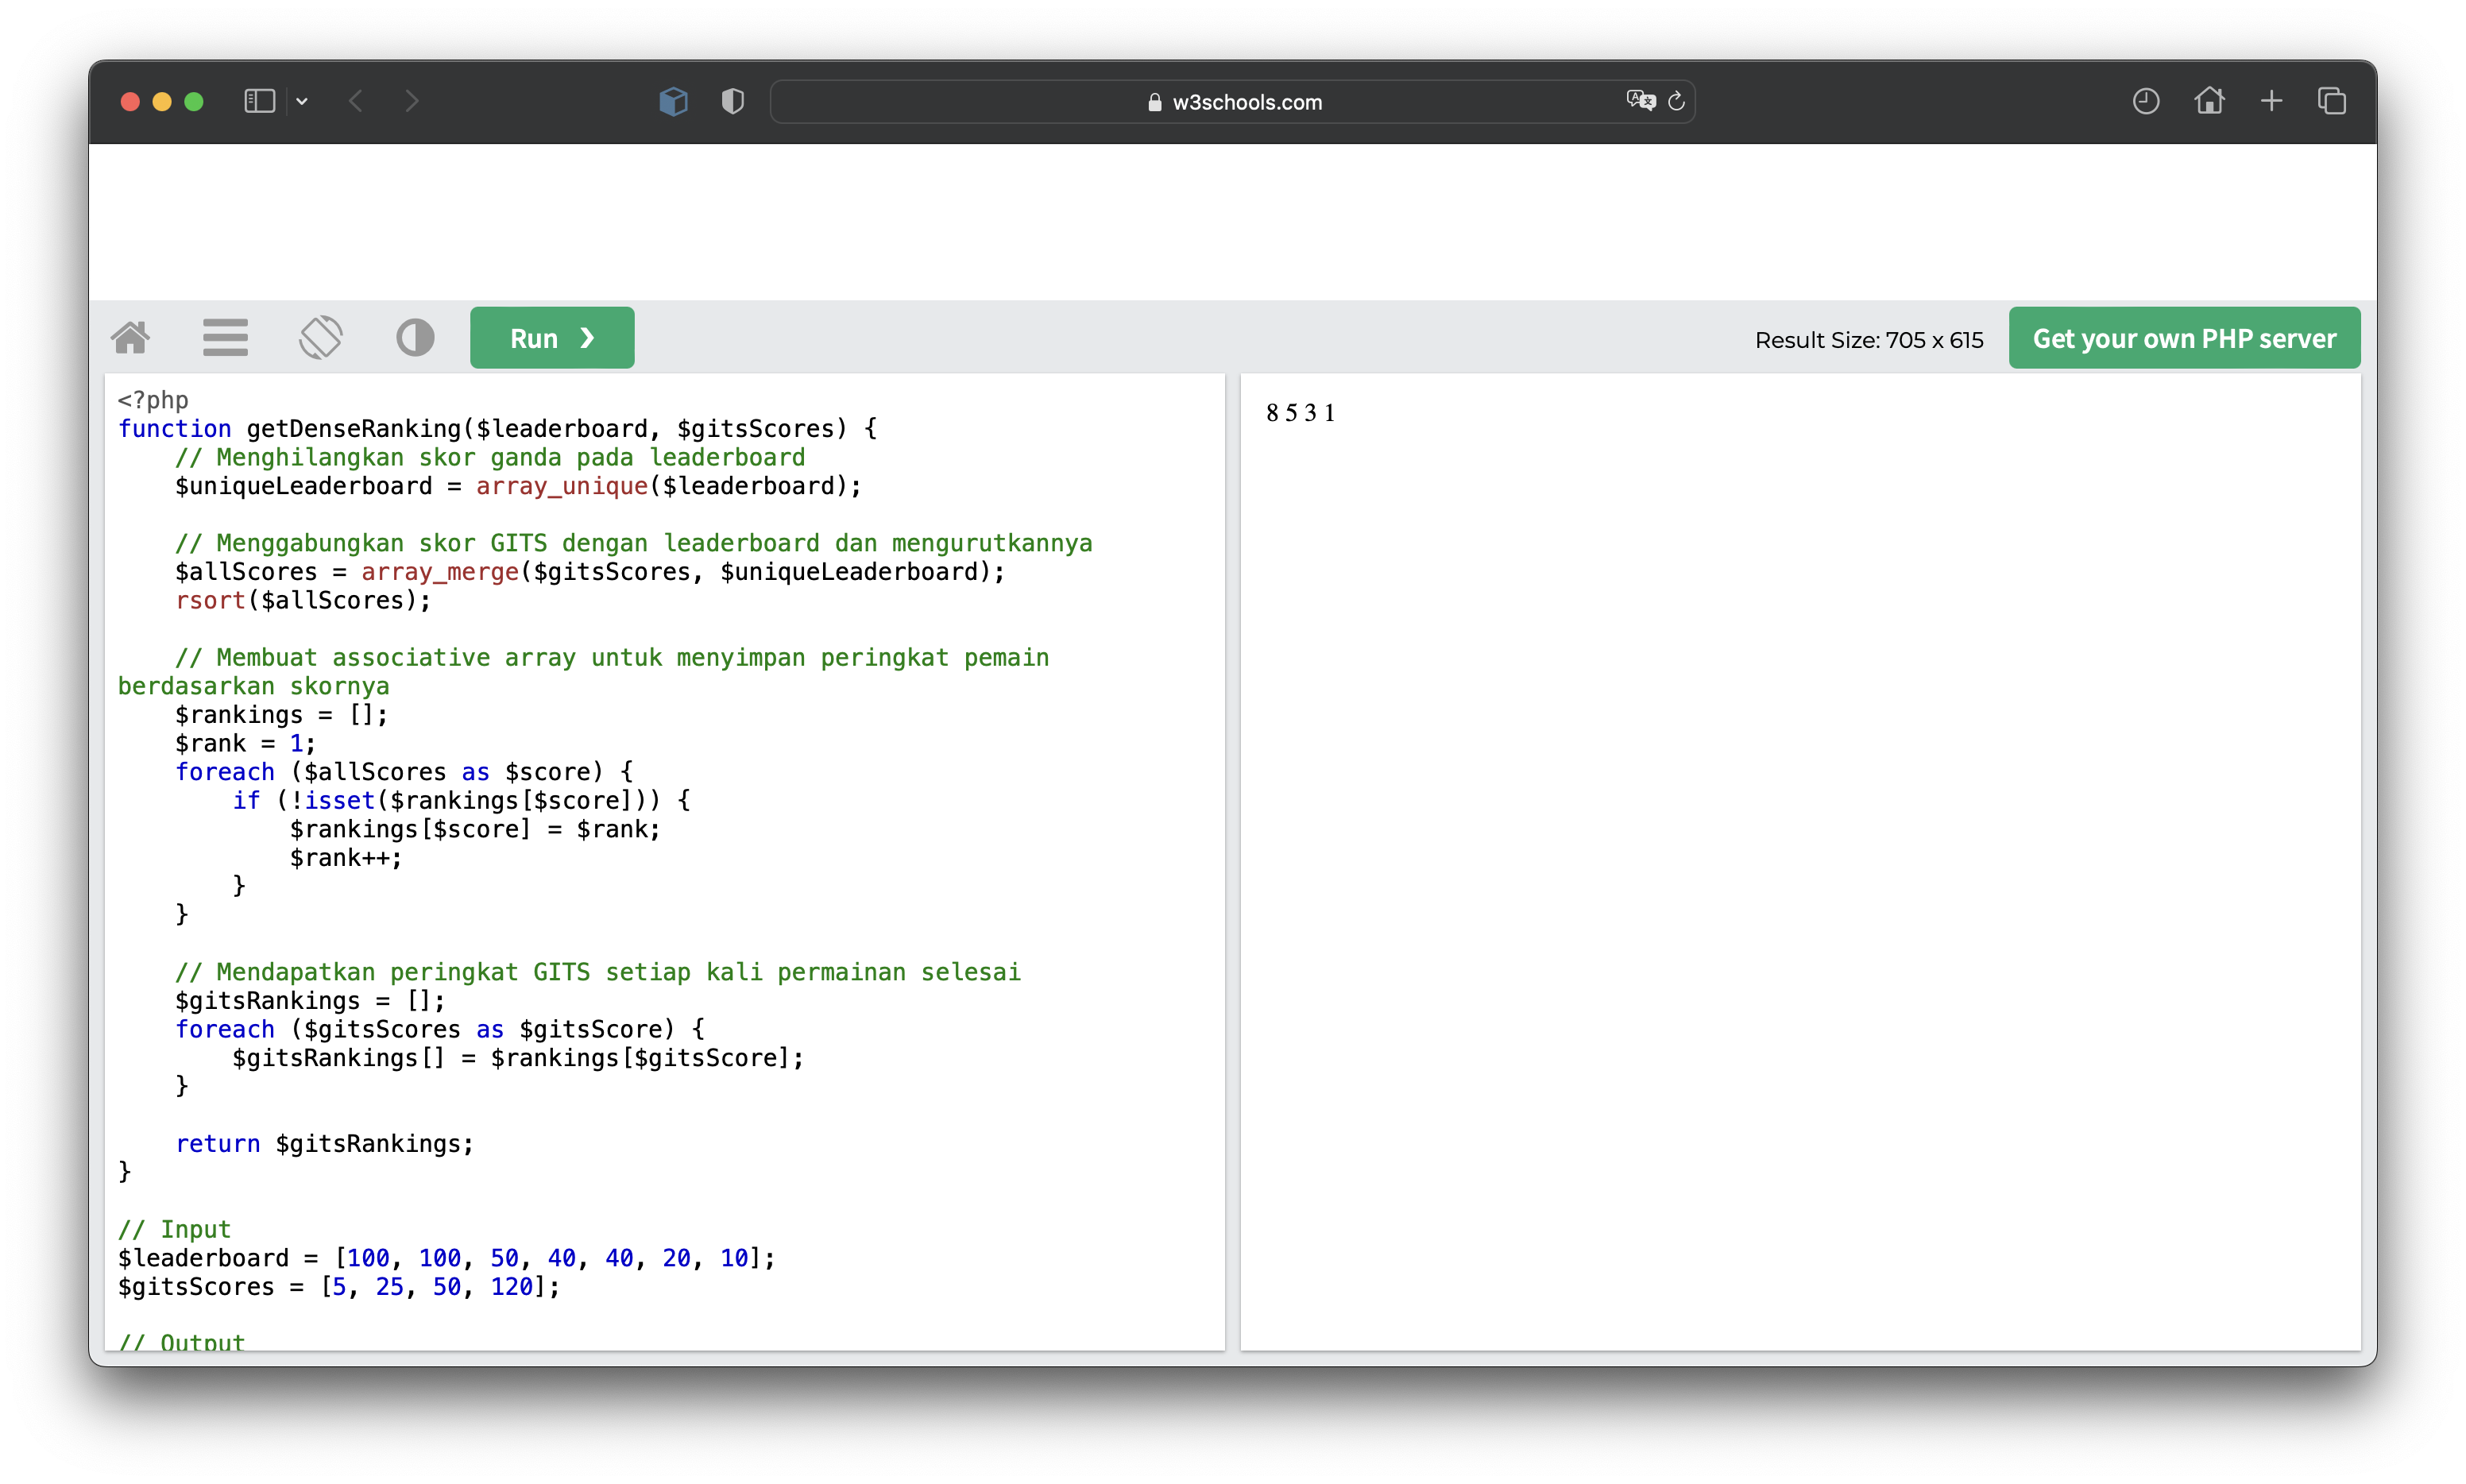 w3schools.com
Run ❯
Result Size: 705 x 615
Get your own PHP server
<?php
function getDenseRanking($leaderboard, $gitsScores) {
    // Menghilangkan skor ganda pada leaderboard
    $uniqueLeaderboard = array_unique($leaderboard);

    // Menggabungkan skor GITS dengan leaderboard dan mengurutkannya
    $allScores = array_merge($gitsScores, $uniqueLeaderboard);
    rsort($allScores);

    // Membuat associative array untuk menyimpan peringkat pemain
berdasarkan skornya
    $rankings = [];
    $rank = 1;
    foreach ($allScores as $score) {
        if (!isset($rankings[$score])) {
            $rankings[$score] = $rank;
            $rank++;
        }
    }

    // Mendapatkan peringkat GITS setiap kali permainan selesai
    $gitsRankings = [];
    foreach ($gitsScores as $gitsScore) {
        $gitsRankings[] = $rankings[$gitsScore];
    }

    return $gitsRankings;
}

// Input
$leaderboard = [100, 100, 50, 40, 40, 20, 10];
$gitsScores = [5, 25, 50, 120];

// Output
8 5 3 1